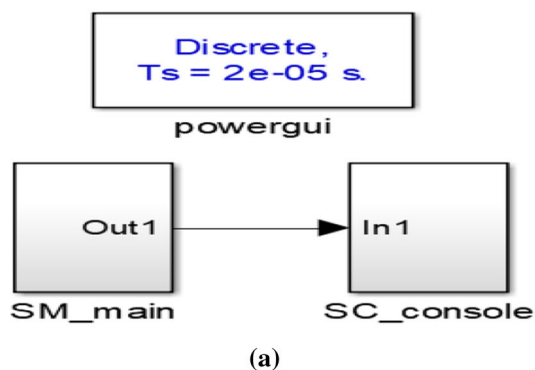 Discrete,
Ts = 2e-05 s.
powergui
Out1
In1
SM_main
SC_console
(a)